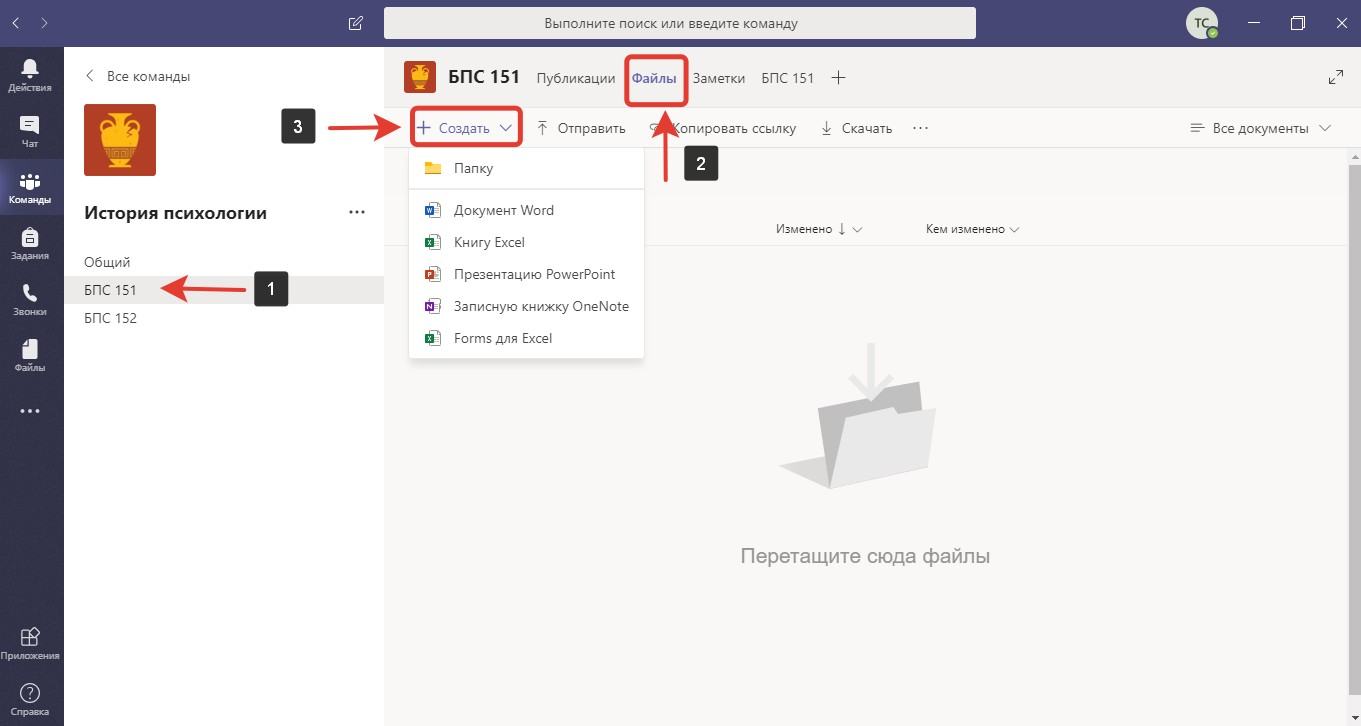 Выполните поиск или введите команду
ТС
Действия
Чат
Команды
Задания
Звонки
Файлы
Приложения
Справка
Все команды
История психологии
Общий
БПС 151
БПС 152
1
БПС 151
Публикации
Файлы
Заметки
БПС 151
2
3
Создать
Отправить
Копировать ссылку
Скачать
Все документы
Папку
Документ Word
Книгу Excel
Презентацию PowerPoint
Записную книжку OneNote
Forms для Excel
Изменено
Кем изменено
Перетащите сюда файлы